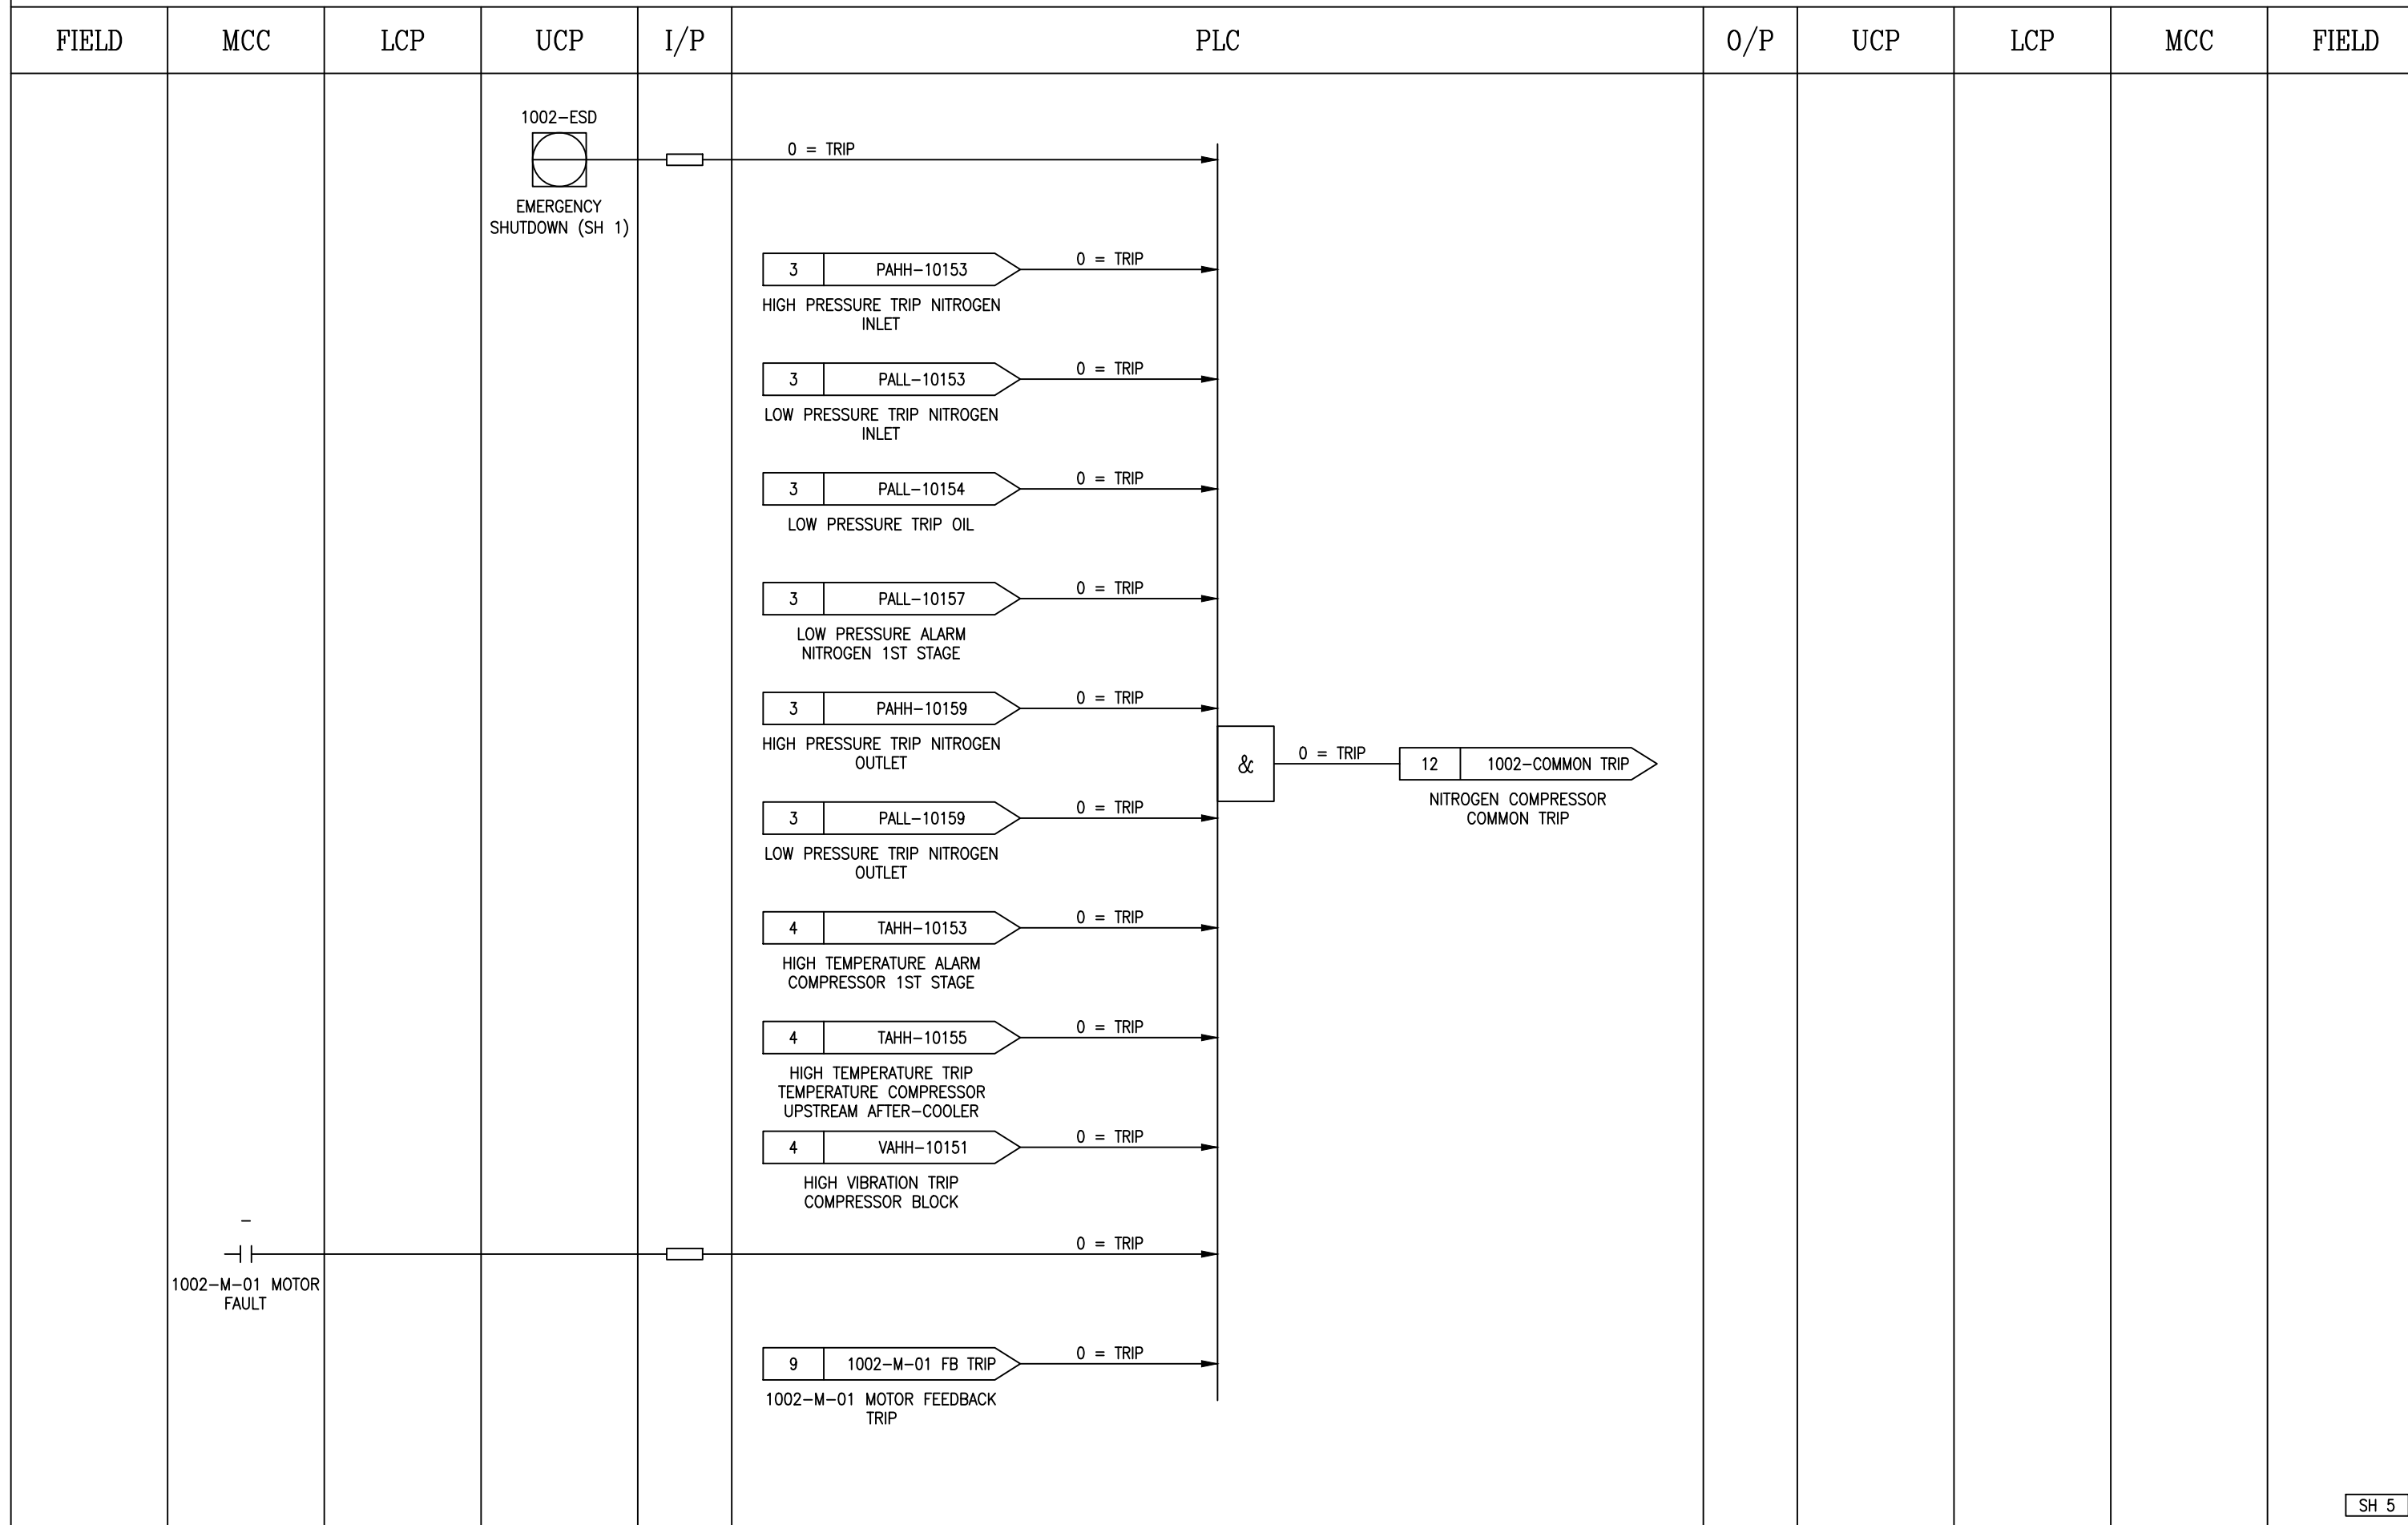 FIELD MCC LCP UCP I/P PLC O/P UCP LCP MCC FIELD
1002-ESD
0 = TRIP
EMERGENCY
SHUTDOWN (SH 1)
3 PAHH-10153 0 = TRIP
HIGH PRESSURE TRIP NITROGEN
INLET
3 PALL-10153 0 = TRIP
LOW PRESSURE TRIP NITROGEN
INLET
3 PALL-10154 0 = TRIP
LOW PRESSURE TRIP OIL
3 PALL-10157 0 = TRIP
LOW PRESSURE ALARM
NITROGEN 1ST STAGE
3 PAHH-10159 0 = TRIP
HIGH PRESSURE TRIP NITROGEN
OUTLET
& 0 = TRIP 12 1002-COMMON TRIP
NITROGEN COMPRESSOR
COMMON TRIP
3 PALL-10159 0 = TRIP
LOW PRESSURE TRIP NITROGEN
OUTLET
4 TAHH-10153 0 = TRIP
HIGH TEMPERATURE ALARM
COMPRESSOR 1ST STAGE
4 TAHH-10155 0 = TRIP
HIGH TEMPERATURE TRIP
TEMPERATURE COMPRESSOR
UPSTREAM AFTER-COOLER
4 VAHH-10151 0 = TRIP
HIGH VIBRATION TRIP
COMPRESSOR BLOCK
-
0 = TRIP
1002-M-01 MOTOR
FAULT
9 1002-M-01 FB TRIP 0 = TRIP
1002-M-01 MOTOR FEEDBACK
TRIP
SH 5